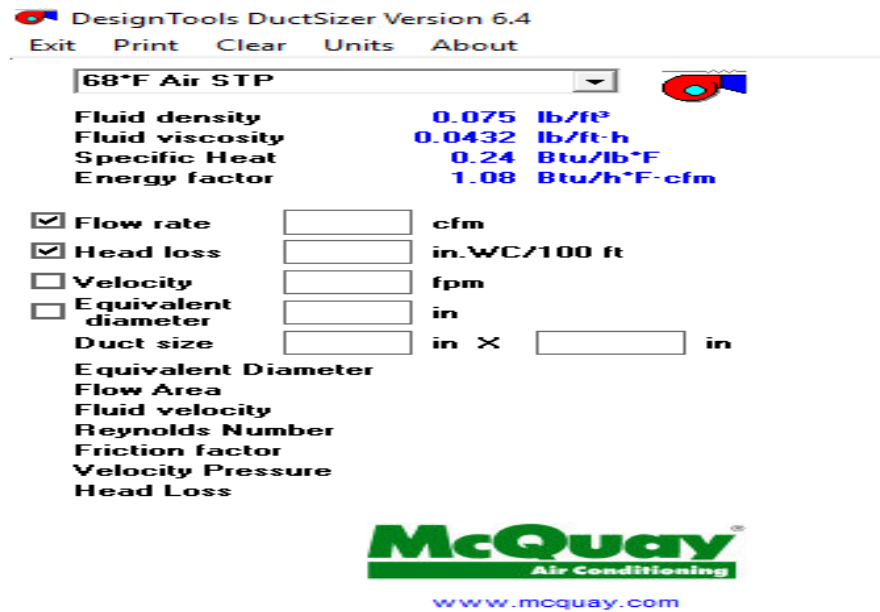 DesignTools DuctSizer Version 6.4
Exit Print Clear Units About
68°F Air STP
Fluid density 0.075 lb/ft³
Fluid viscosity 0.0432 lb/ft·h
Specific Heat 0.24 Btu/lb°F
Energy factor 1.08 Btu/h°F·cfm
Flow rate cfm
Head loss in.WC/100 ft
Velocity fpm
Equivalent diameter in
Duct size in X in
Equivalent Diameter
Flow Area
Fluid velocity
Reynolds Number
Friction factor
Velocity Pressure
Head Loss
McQuay®
Air Conditioning
www.mcquay.com